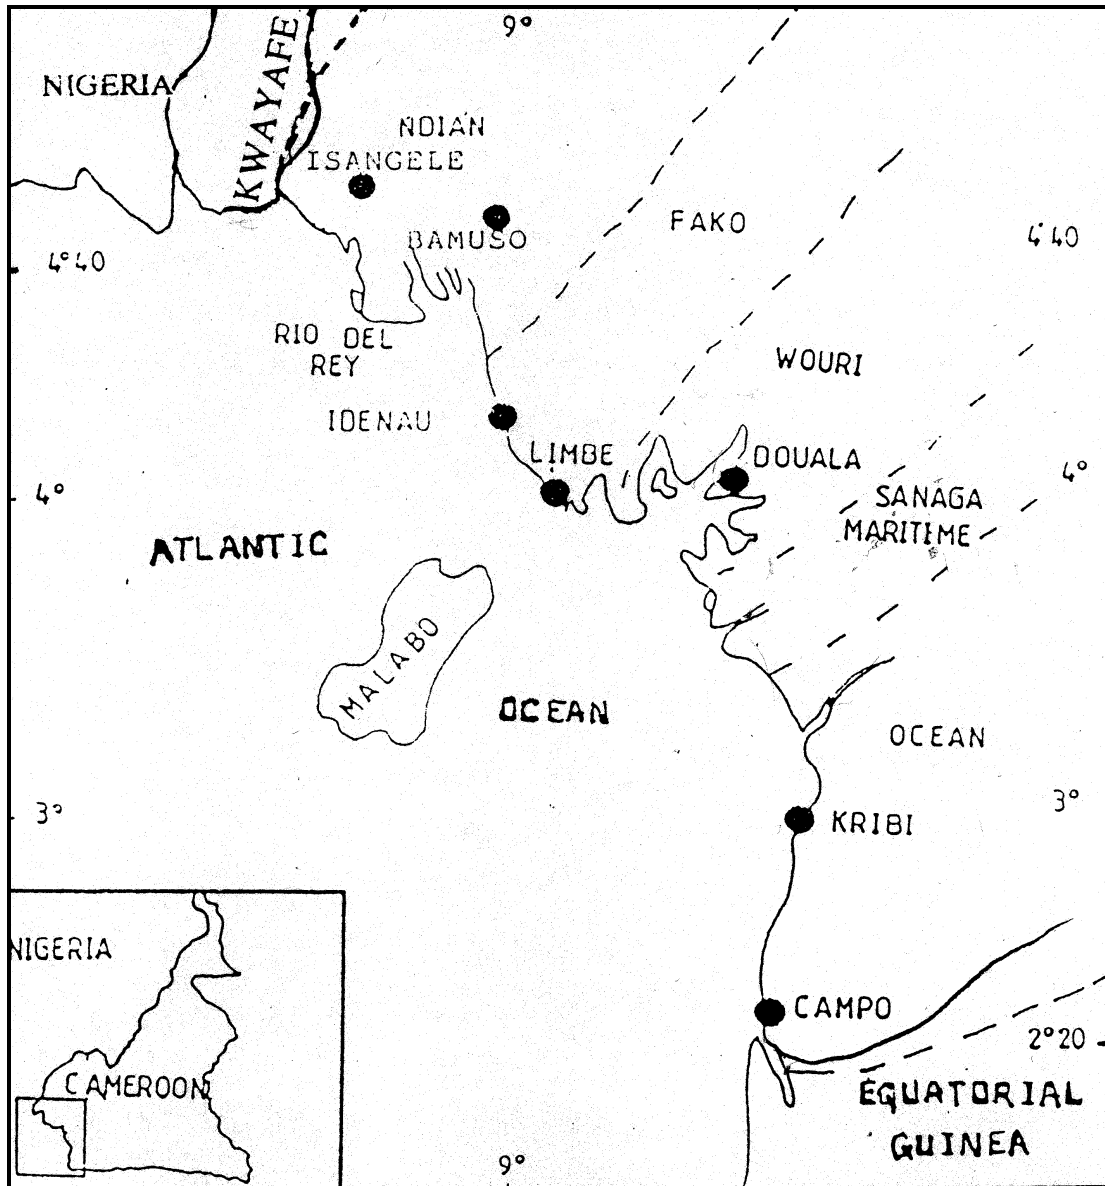 9°
NIGERIA
KWAYAFE
NDIAN
ISANGELE
FAKO
BAMUSO
4°40
4°40
RIO DEL
REY
WOURI
IDENAU
LIMBE
DOUALA
4°
4°
SANAGA
MARITIME
ATLANTIC
MALABO
OCEAN
OCEAN
3°
3°
KRIBI
NIGERIA
CAMPO
2°20
CAMEROON
EQUATORIAL
GUINEA
9°